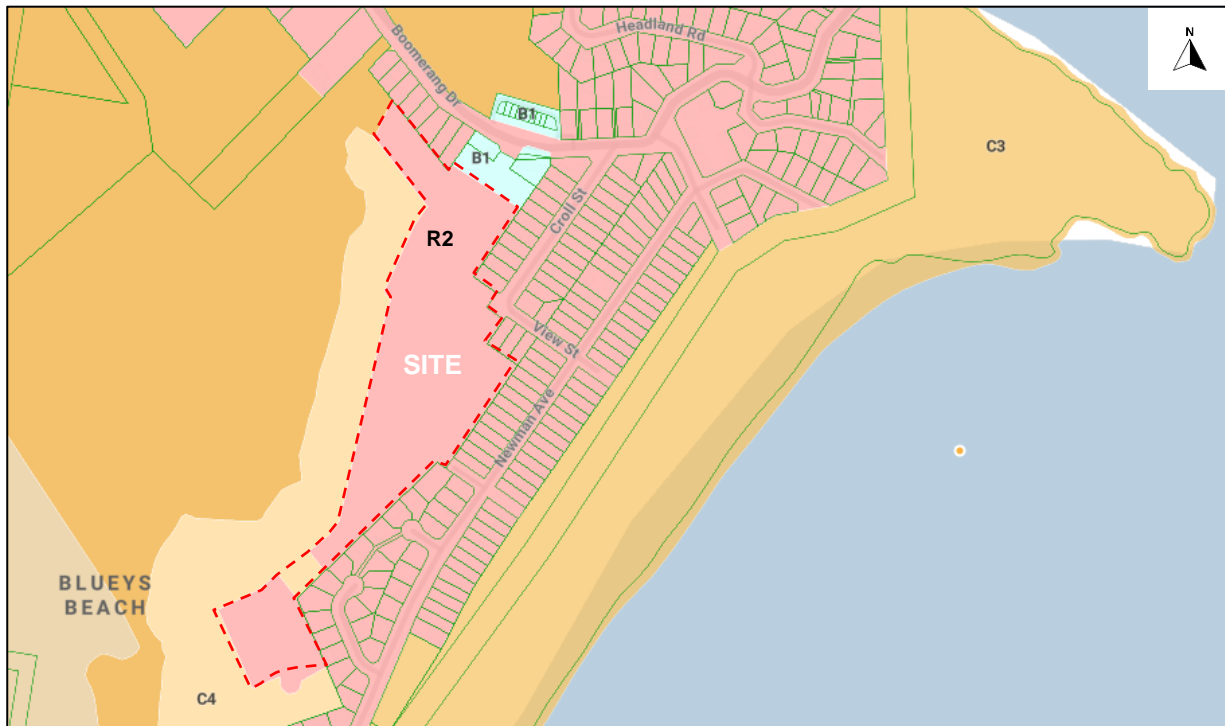 N
Headland Rd
Boomerang Dr
B1
B1
C3
Croll St
R2
View St
SITE
Newman Ave
BLUEYS
BEACH
C4